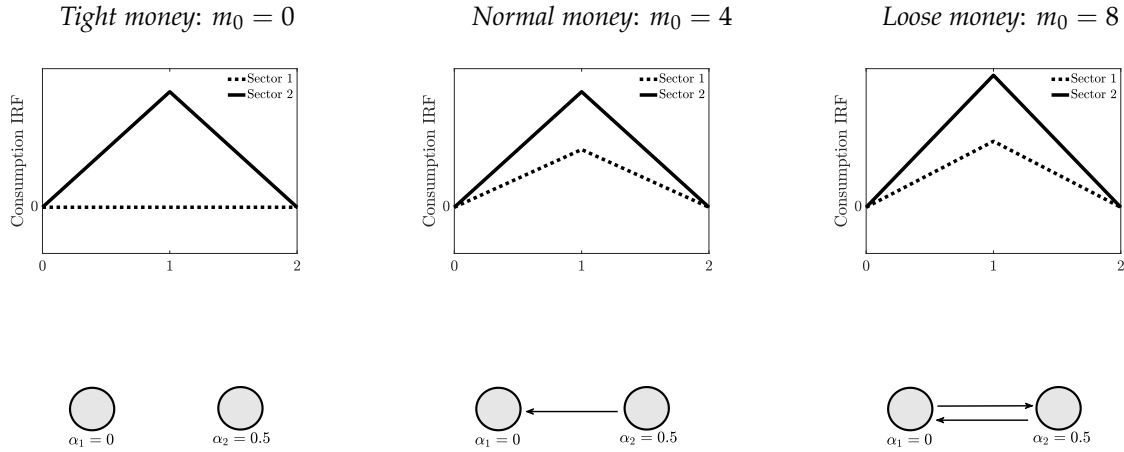 Tight money: m₀ = 0
Normal money: m₀ = 4
Loose money: m₀ = 8
Consumption IRF
Sector 1
Sector 2
0
0
1
2
Consumption IRF
Sector 1
Sector 2
0
0
1
2
Consumption IRF
Sector 1
Sector 2
0
0
1
2
α₁ = 0
α₂ = 0.5
α₁ = 0
α₂ = 0.5
α₁ = 0
α₂ = 0.5